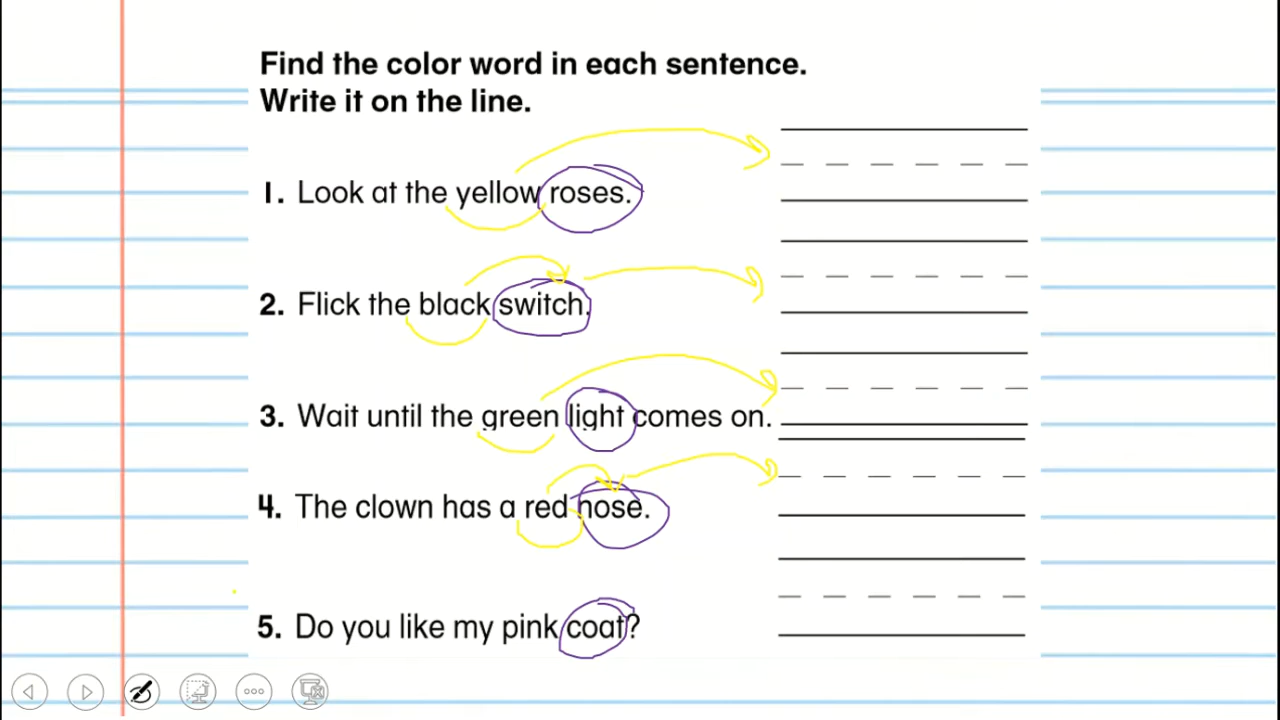 Find the color word in each sentence.
Write it on the line.
1. Look at the yellow roses.
2. Flick the black switch.
3. Wait until the green light comes on.
4. The clown has a red nose.
5. Do you like my pink coat?